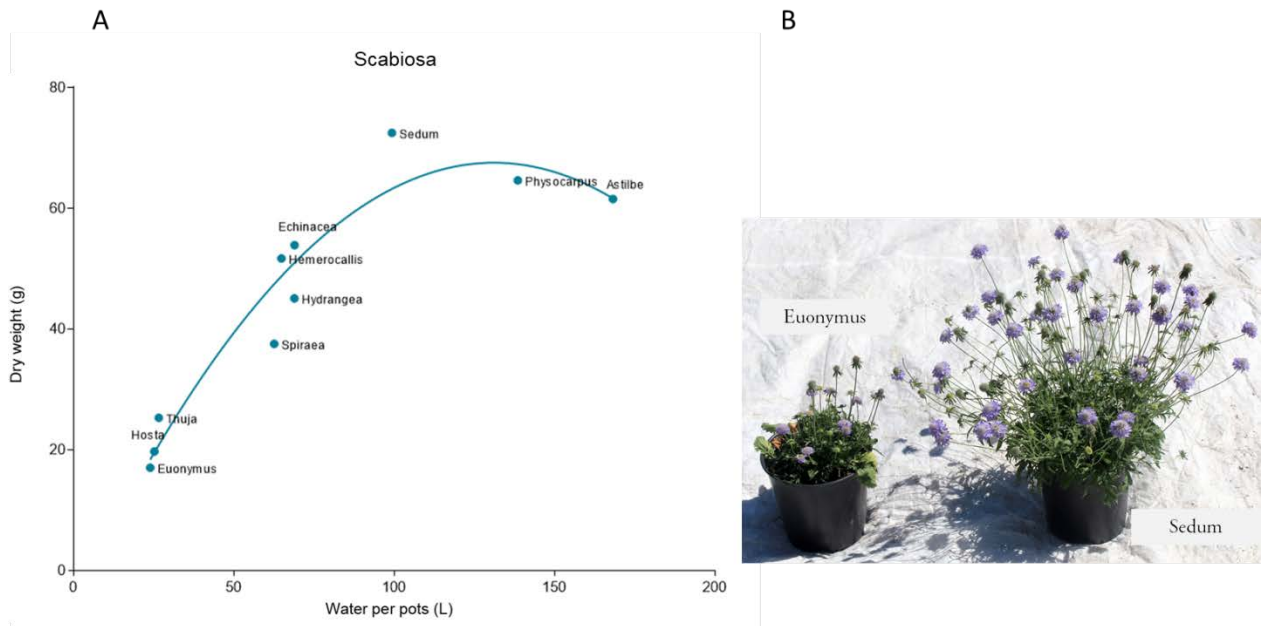 A
B
Scabiosa
80
60
40
20
0
Dry weight (g)
Sedum
Physocarpus
Astilbe
Echinacea
Hemerocallis
Hydrangea
Spiraea
Thuja
Hosta
Euonymus
0
50
100
150
200
Water per pots (L)
Euonymus
Sedum